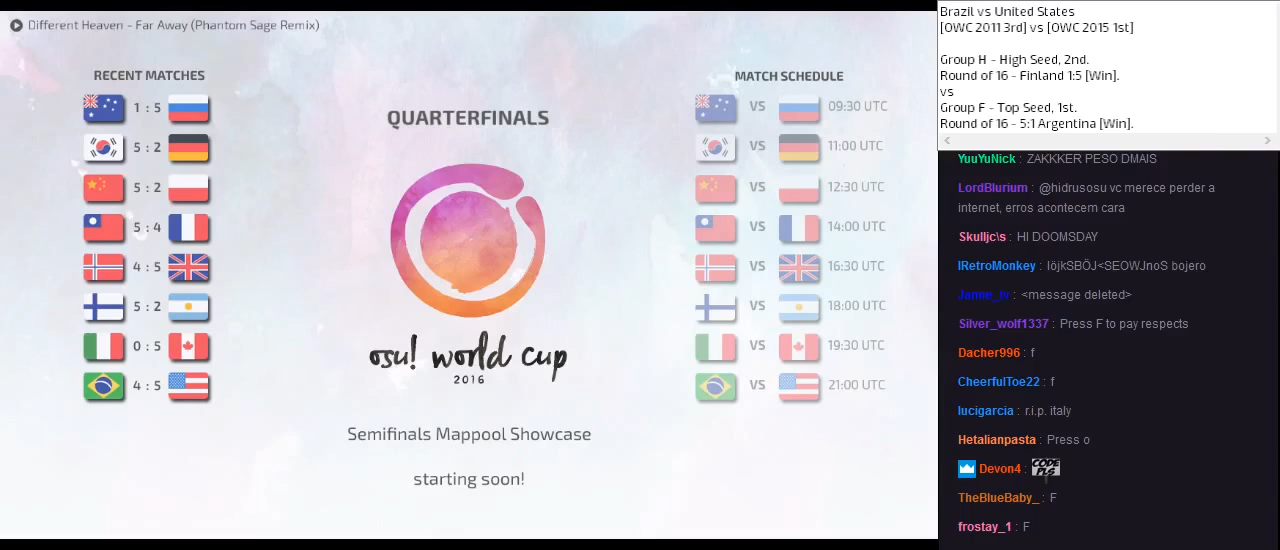 Different Heaven - Far Away (Phantom Sage Remix)
RECENT MATCHES
1 : 5
5 : 2
5 : 2
5 : 4
4 : 5
5 : 2
0 : 5
4 : 5
QUARTERFINALS
osu! world cup
2016
Semifinals Mappool Showcase
starting soon!
MATCH SCHEDULE
VS 09:30 UTC
VS 11:00 UTC
VS 12:30 UTC
VS 14:00 UTC
VS 16:30 UTC
VS 18:00 UTC
VS 19:30 UTC
VS 21:00 UTC
Brazil vs United States
[OWC 2011 3rd] vs [OWC 2015 1st]
Group H - High Seed, 2nd.
Round of 16 - Finland 1:5 [Win].
vs
Group F - Top Seed, 1st.
Round of 16 - 5:1 Argentina [Win].
YuuYuNick : ZAKKKER PESO DMAIS
LordBlurium : @hidrusosu vc merece perder a
internet, erros acontecem cara
Skulljc\s : HI DOOMSDAY
IRetroMonkey : löjkSBÖJ<SEOWJnoS bojero
: <message deleted>
Silver_wolf1337 : Press F to pay respects
Dacher996 : f
CheerfulToe22 : f
lucigarcia : r.i.p. italy
Hetalianpasta : Press o
Devon4 : CODE PLS
TheBlueBaby_ : F
frostay_1 : F